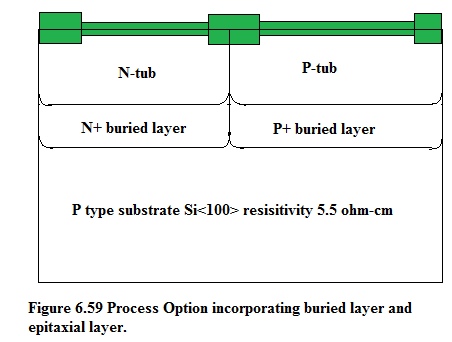 N-tub
P-tub
N+ buried layer
P+ buried layer
P type substrate Si<100> resisitivity 5.5 ohm-cm
Figure 6.59 Process Option incorporating buried layer and
epitaxial layer.